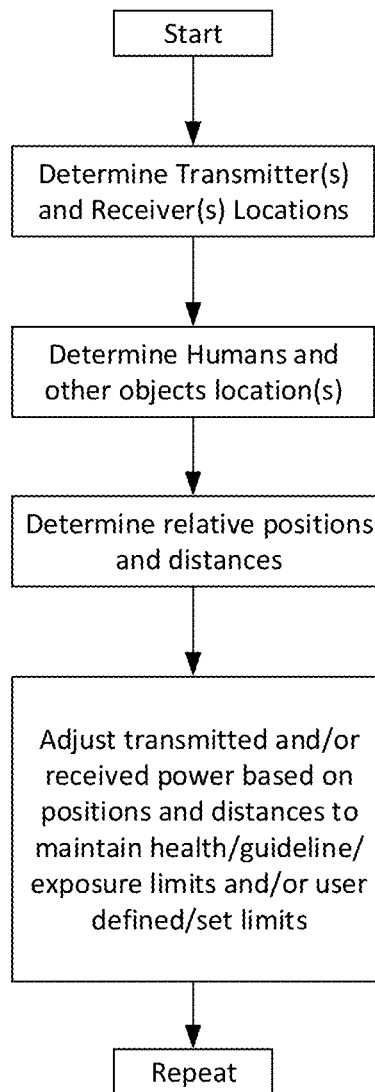 Start
Determine Transmitter(s)
and Receiver(s) Locations
Determine Humans and
other objects location(s)
Determine relative positions
and distances
Adjust transmitted and/or
received power based on
positions and distances to
maintain health/guideline/
exposure limits and/or user
defined/set limits
Repeat